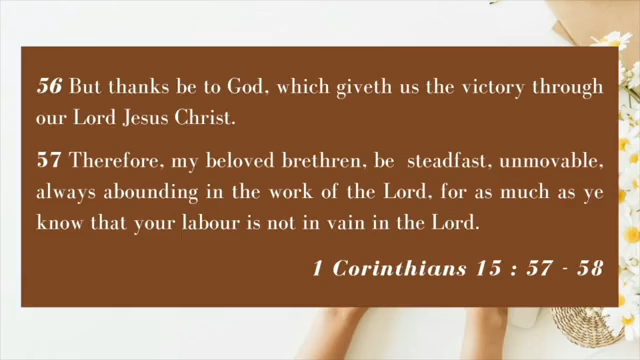 56 But thanks be to God, which giveth us the victory through
our Lord Jesus Christ.
57 Therefore, my beloved brethren, be steadfast, unmovable,
always abounding in the work of the Lord, for as much as ye
know that your labour is not in vain in the Lord.
1 Corinthians 15 : 57 - 58